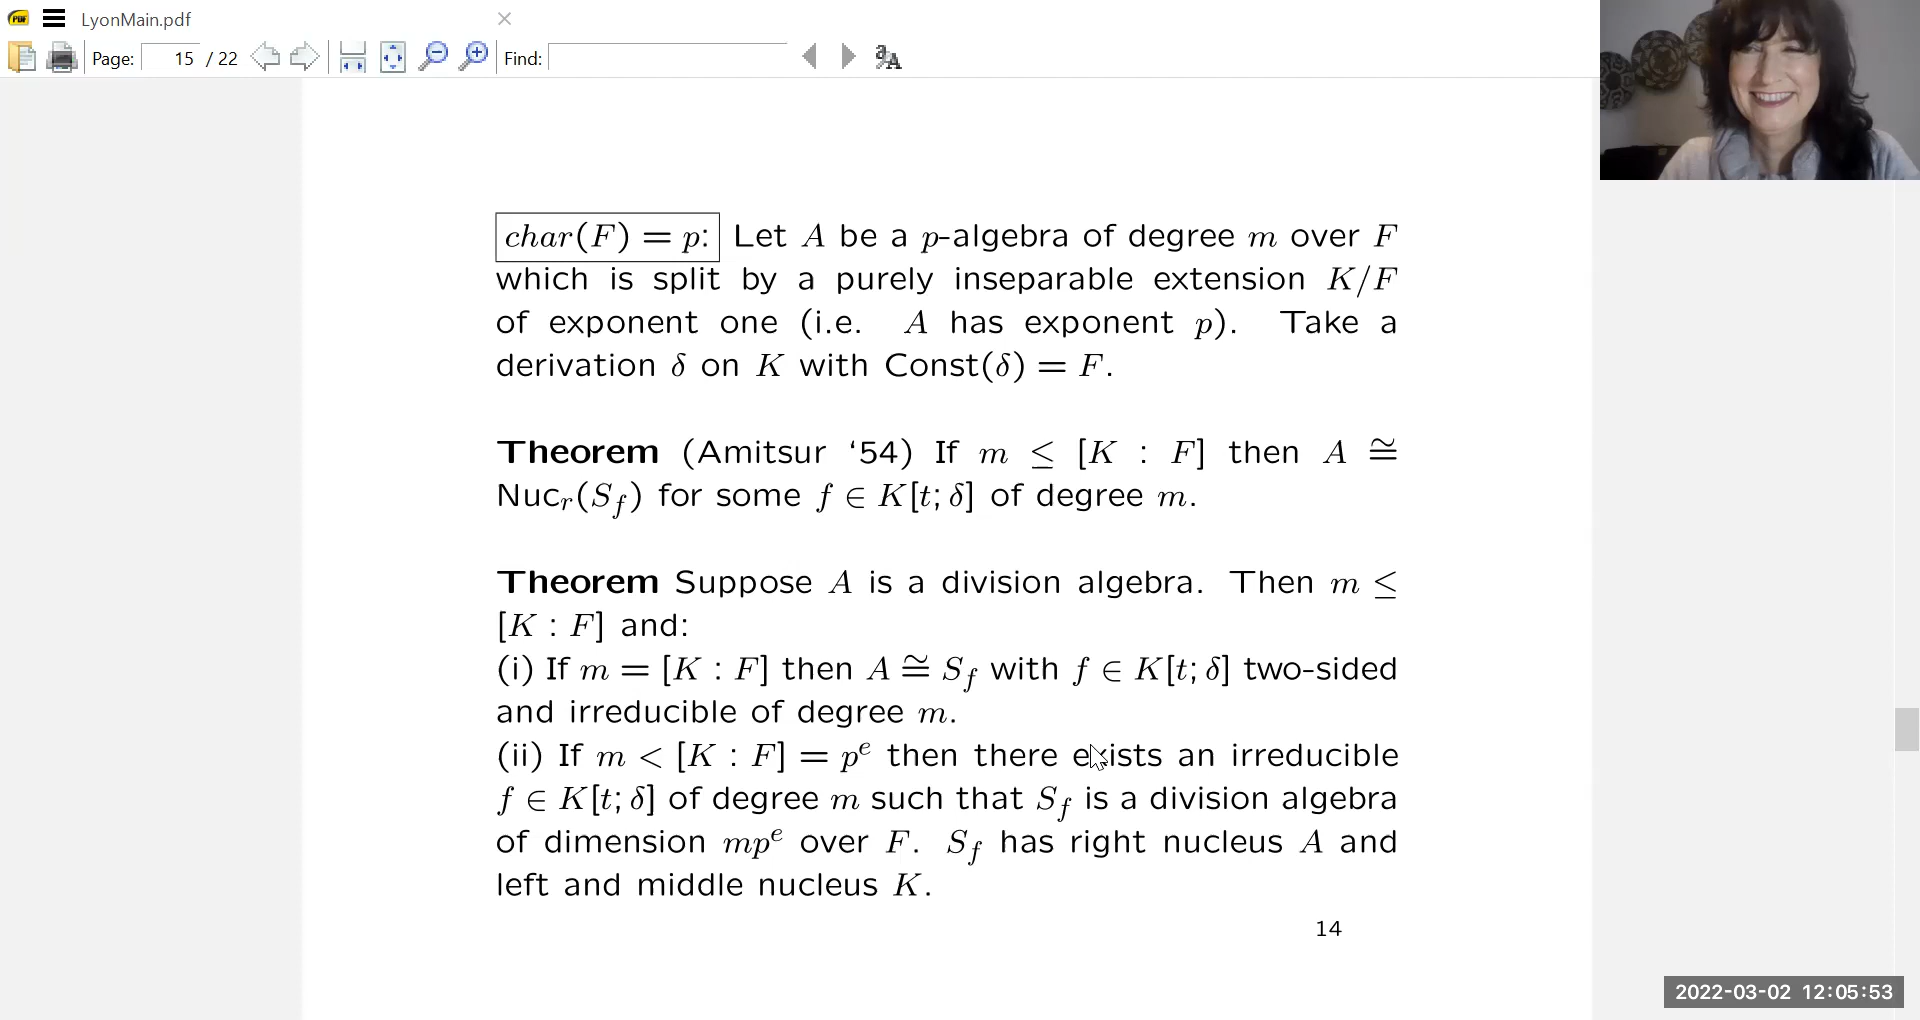 LyonMain.pdf
Page: 15 / 22 Find:
char(F) = p: Let A be a p-algebra of degree m over F
which is split by a purely inseparable extension K/F
of exponent one (i.e. A has exponent p). Take a
derivation δ on K with Const(δ) = F.
Theorem (Amitsur ‘54) If m ≤ [K : F] then A ≅
Nucᵣ(S_f) for some f ∈ K[t; δ] of degree m.
Theorem Suppose A is a division algebra. Then m ≤
[K : F] and:
(i) If m = [K : F] then A ≅ S_f with f ∈ K[t; δ] two-sided
and irreducible of degree m.
(ii) If m < [K : F] = pᵉ then there exists an irreducible
f ∈ K[t; δ] of degree m such that S_f is a division algebra
of dimension mpᵉ over F. S_f has right nucleus A and
left and middle nucleus K.
14
2022-03-02 12:05:53